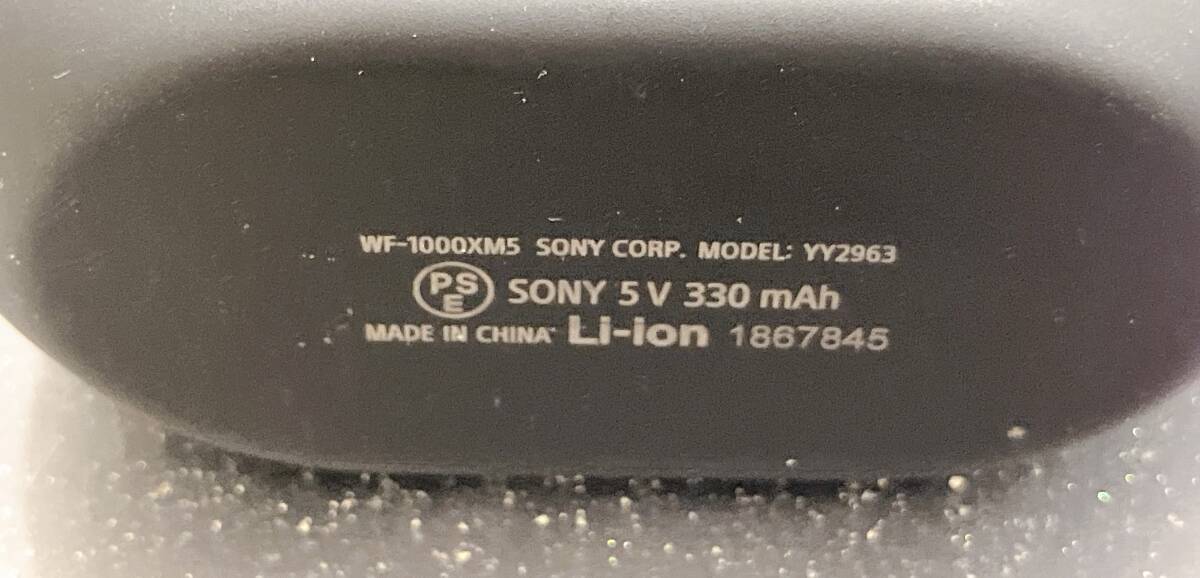 WF-1000XM5 SONY CORP. MODEL: YY2963
PSE SONY 5 V 330 mAh
MADE IN CHINA Li-ion 1867845